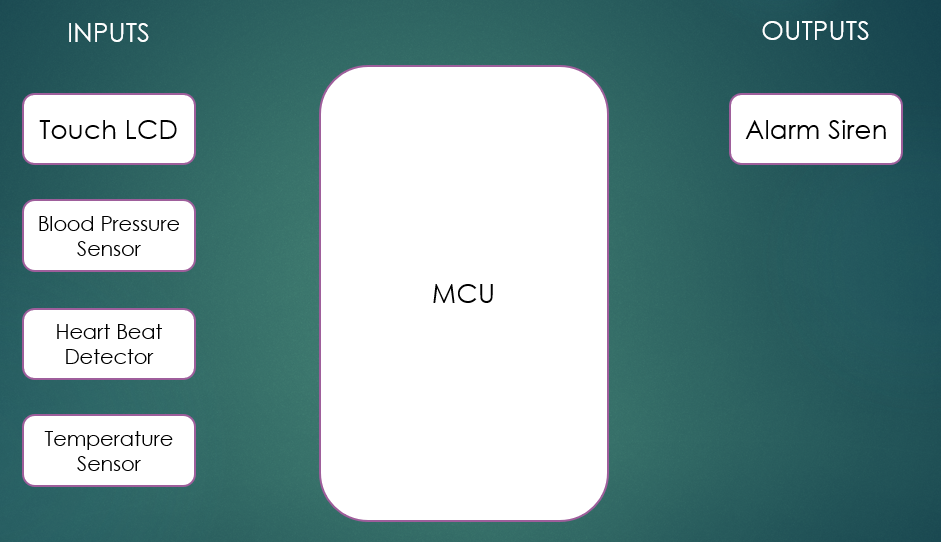 INPUTS
OUTPUTS
Touch LCD
Alarm Siren
Blood Pressure
Sensor
MCU
Heart Beat
Detector
Temperature
Sensor